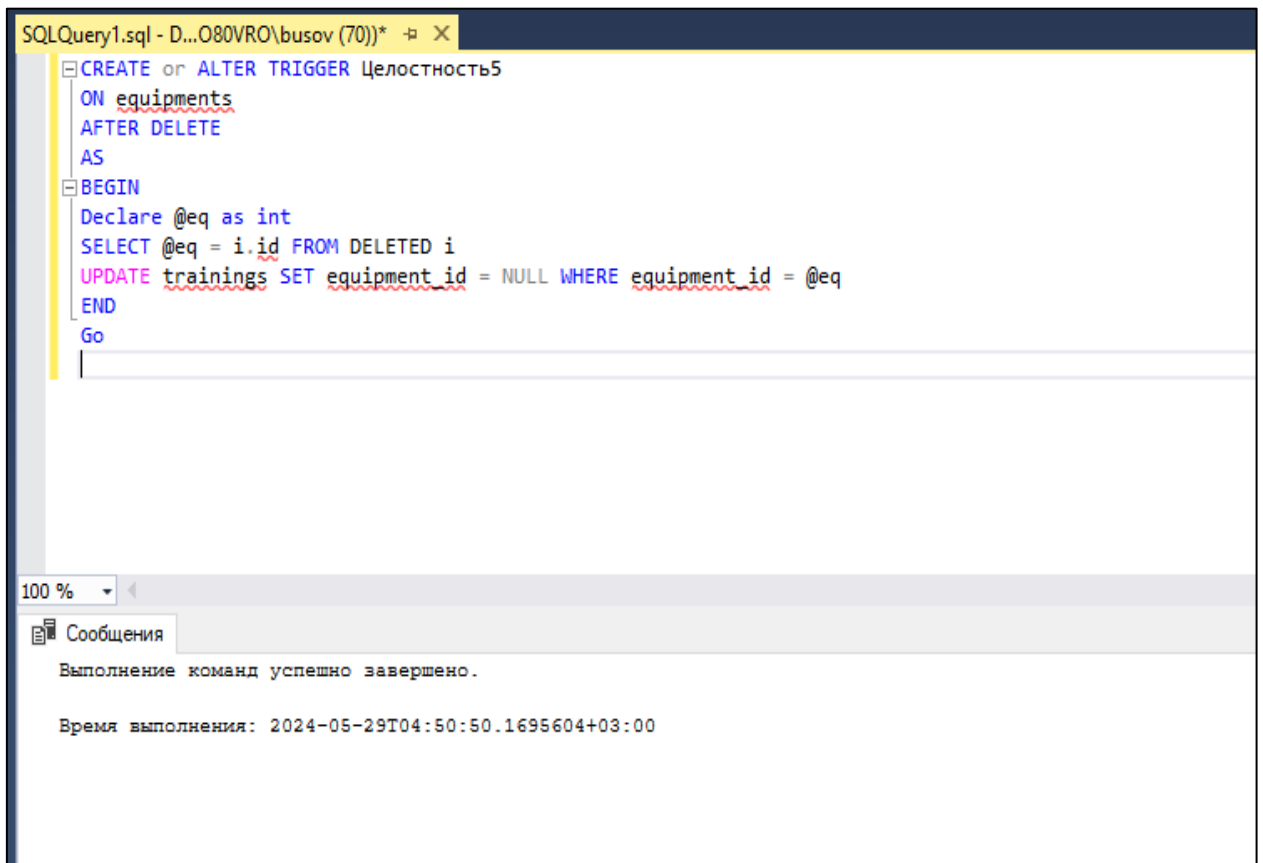 SQLQuery1.sql - D...O80VRO\busov (70))*
CREATE or ALTER TRIGGER Целостность5
ON equipments
AFTER DELETE
AS
BEGIN
Declare @eq as int
SELECT @eq = i.id FROM DELETED i
UPDATE trainings SET equipment_id = NULL WHERE equipment_id = @eq
END
Go
100 %
Сообщения
Выполнение команд успешно завершено.
Время выполнения: 2024-05-29T04:50:50.1695604+03:00